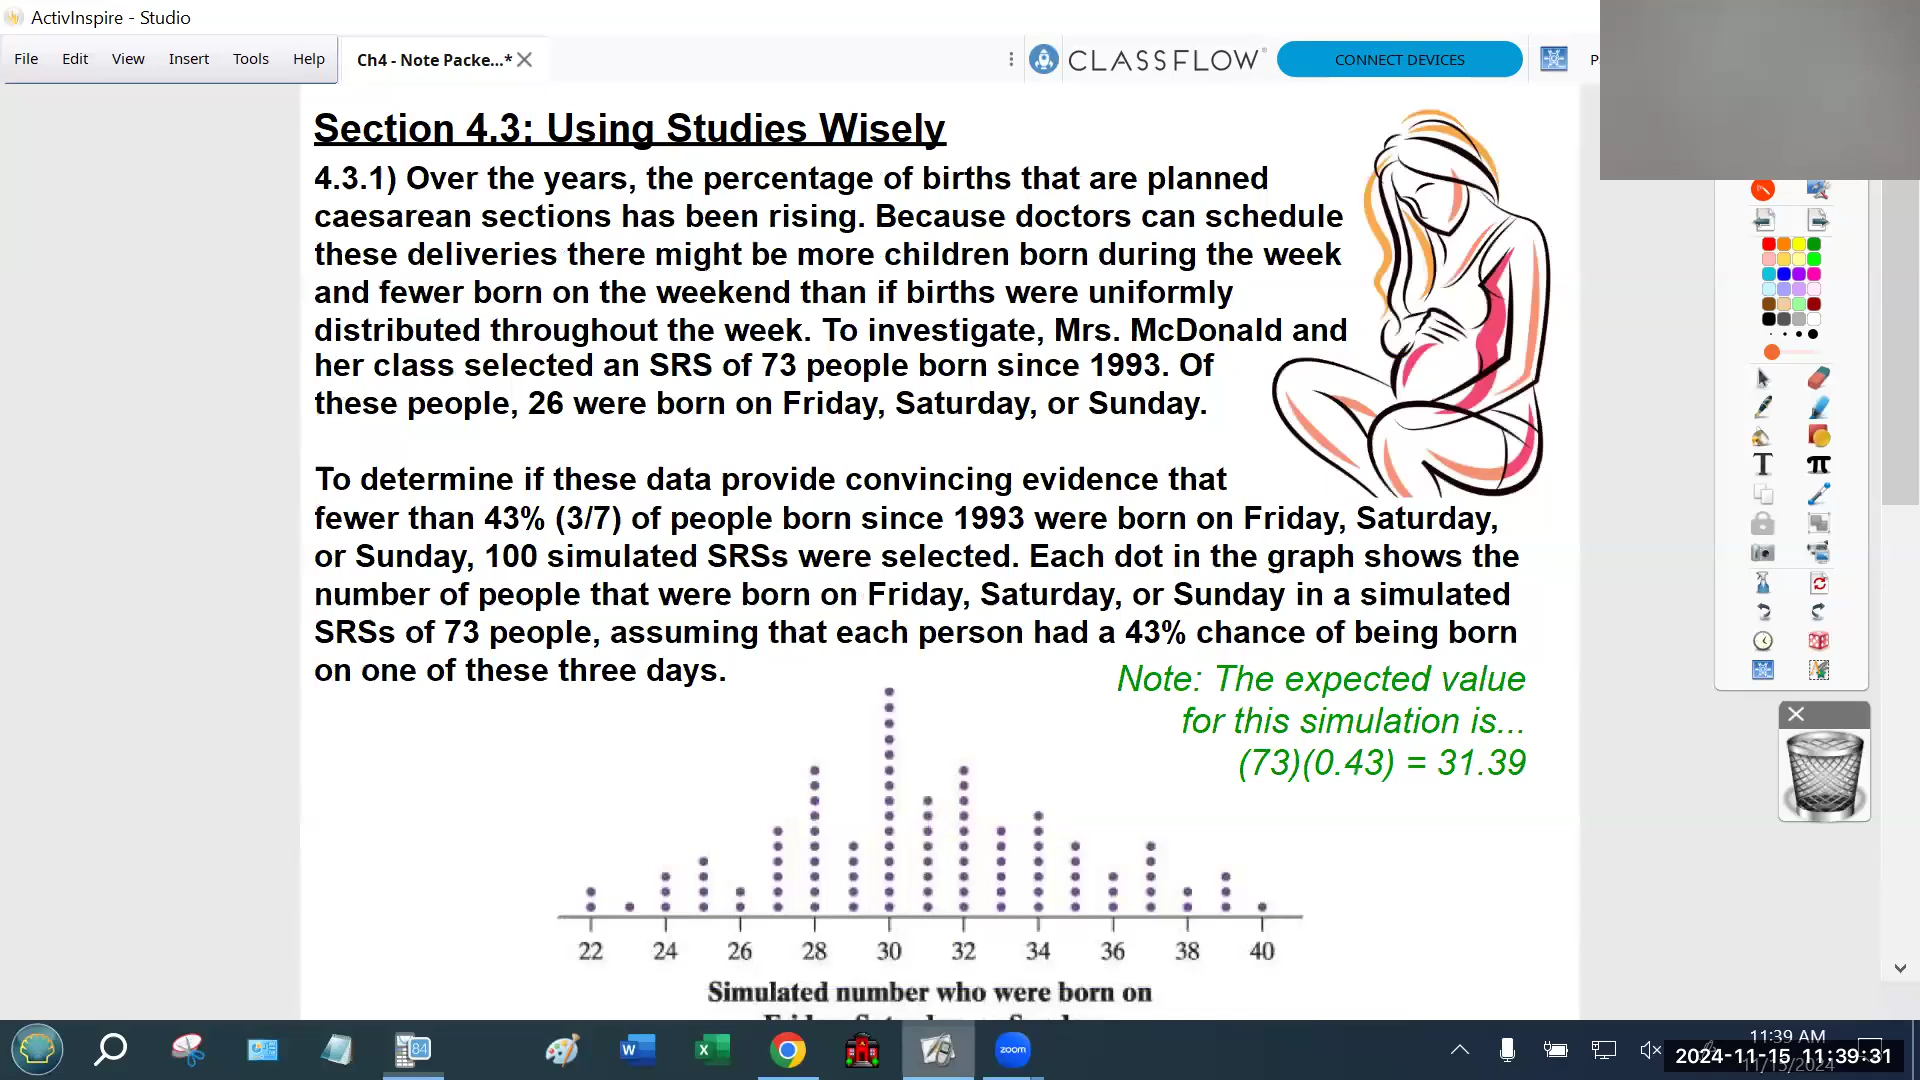 ActivInspire - Studio
File Edit View Insert Tools Help
Ch4 - Note Packe...*
CLASSFLOW
CONNECT DEVICES
Section 4.3: Using Studies Wisely
4.3.1) Over the years, the percentage of births that are planned
caesarean sections has been rising. Because doctors can schedule
these deliveries there might be more children born during the week
and fewer born on the weekend than if births were uniformly
distributed throughout the week. To investigate, Mrs. McDonald and
her class selected an SRS of 73 people born since 1993. Of
these people, 26 were born on Friday, Saturday, or Sunday.
To determine if these data provide convincing evidence that
fewer than 43% (3/7) of people born since 1993 were born on Friday, Saturday,
or Sunday, 100 simulated SRSs were selected. Each dot in the graph shows the
number of people that were born on Friday, Saturday, or Sunday in a simulated
SRSs of 73 people, assuming that each person had a 43% chance of being born
on one of these three days.
Note: The expected value
for this simulation is...
(73)(0.43) = 31.39
22 24 26 28 30 32 34 36 38 40
Simulated number who were born on
84
zoom
11:39 AM
2024-11-15 11:39:31